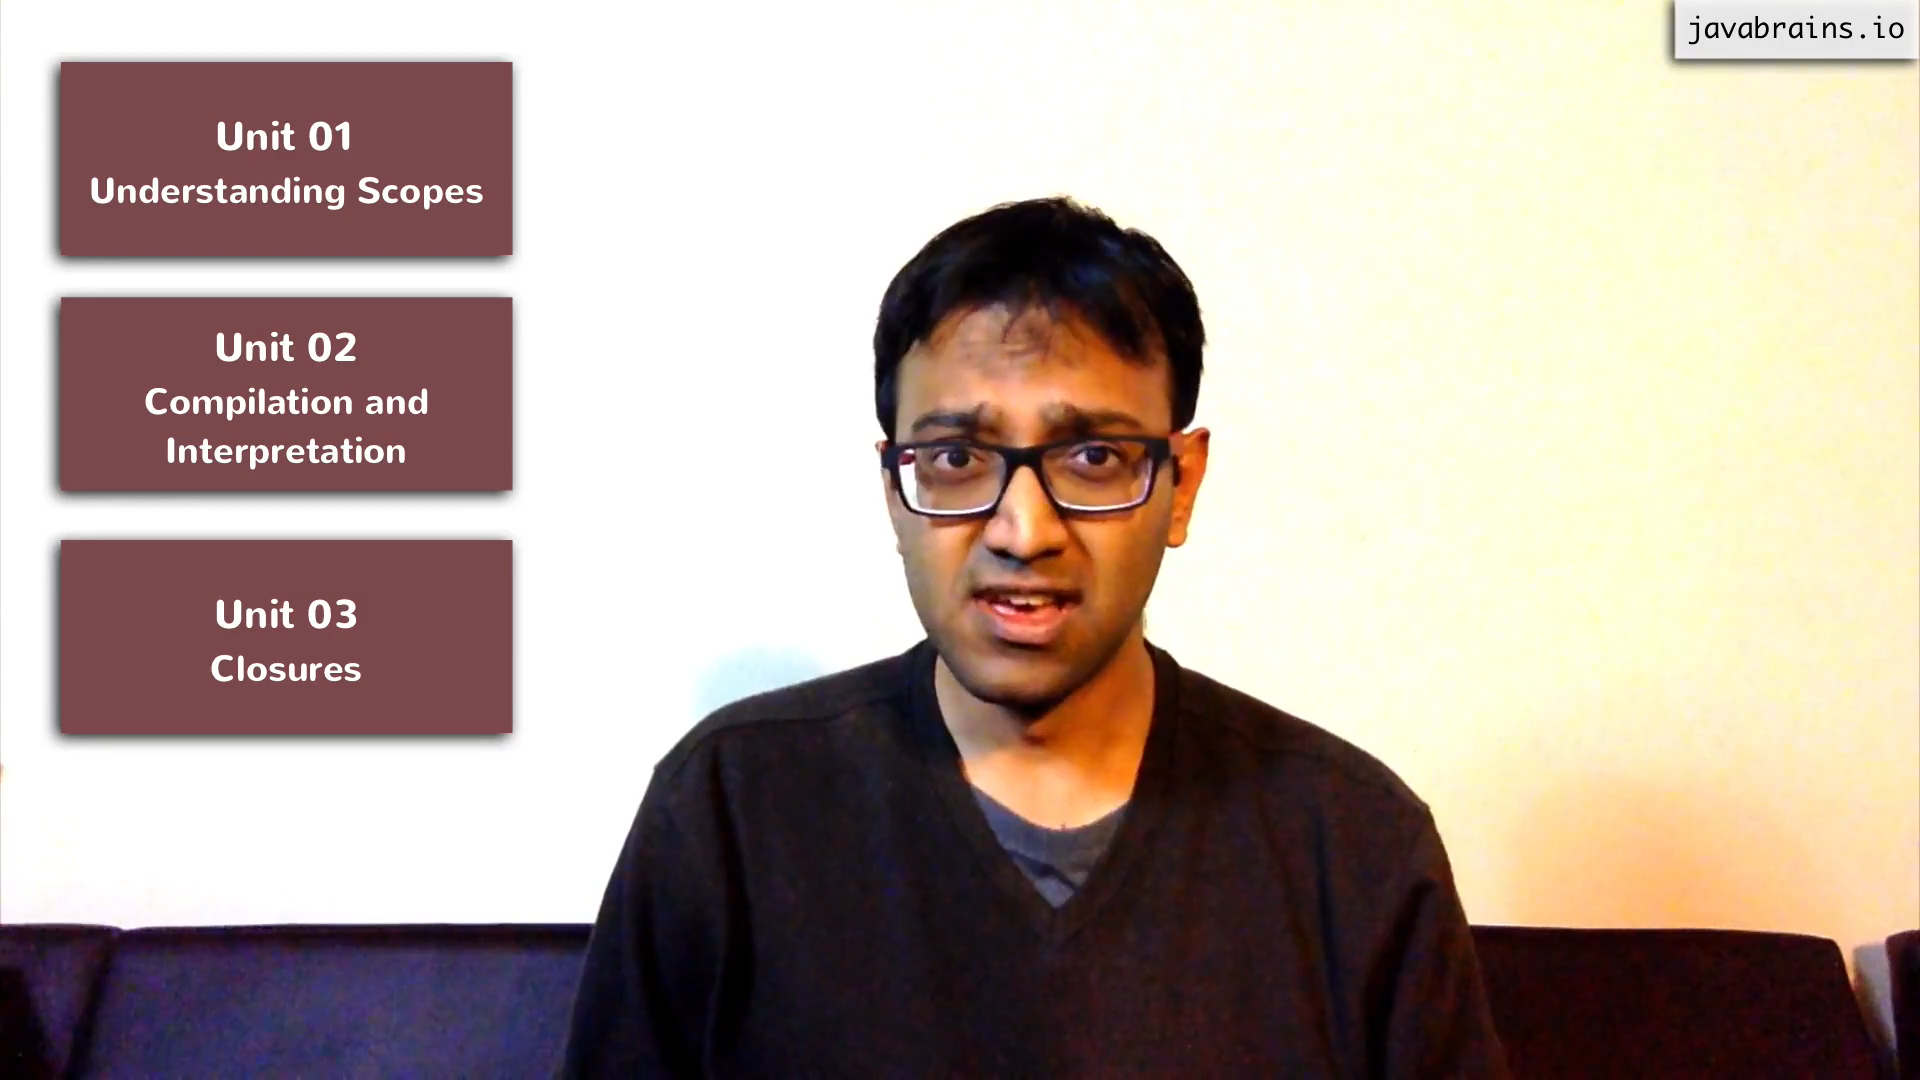 javabrains.io
Unit 01
Understanding Scopes
Unit 02
Compilation and
Interpretation
Unit 03
Closures